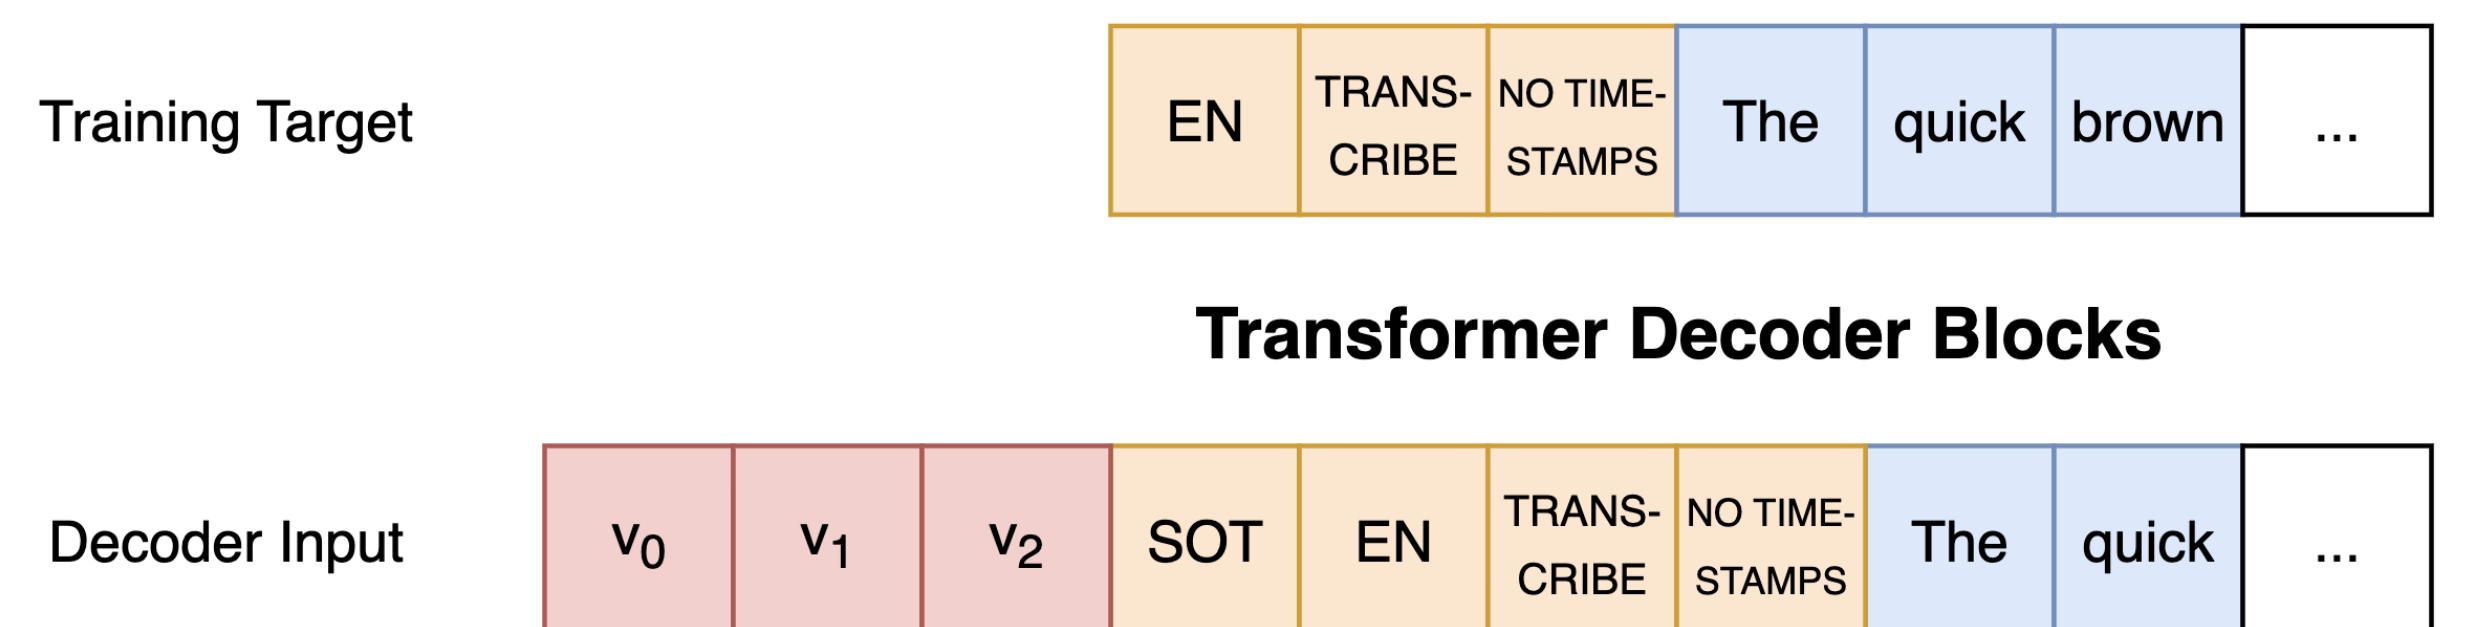 Training Target
EN
TRANS-
CRIBE
NO TIME-
STAMPS
The
quick
brown
...
Transformer Decoder Blocks
Decoder Input
v0
v1
v2
SOT
EN
TRANS-
CRIBE
NO TIME-
STAMPS
The
quick
...